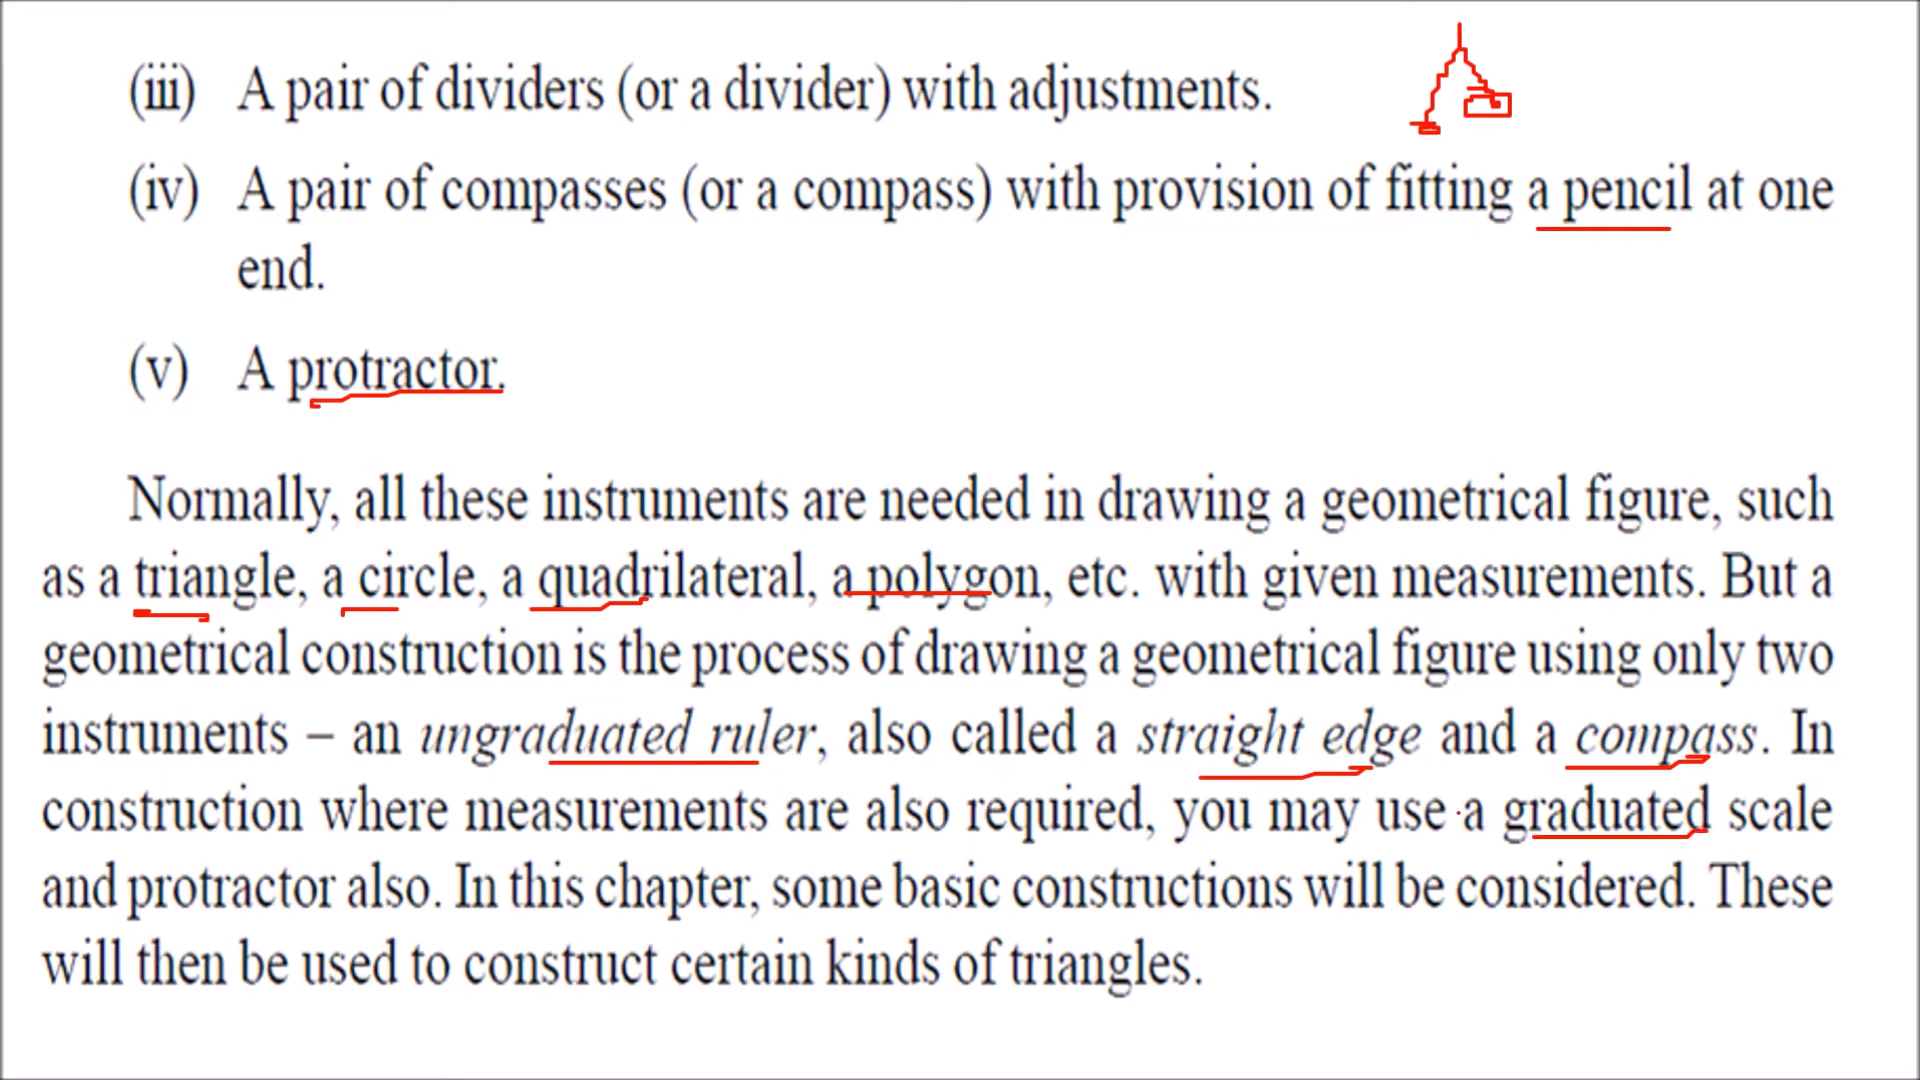 (iii) A pair of dividers (or a divider) with adjustments.
(iv) A pair of compasses (or a compass) with provision of fitting a pencil at one
end.
(v) A protractor.
Normally, all these instruments are needed in drawing a geometrical figure, such
as a triangle, a circle, a quadrilateral, a polygon, etc. with given measurements. But a
geometrical construction is the process of drawing a geometrical figure using only two
instruments – an ungraduated ruler, also called a straight edge and a compass. In
construction where measurements are also required, you may use a graduated scale
and protractor also. In this chapter, some basic constructions will be considered. These
will then be used to construct certain kinds of triangles.